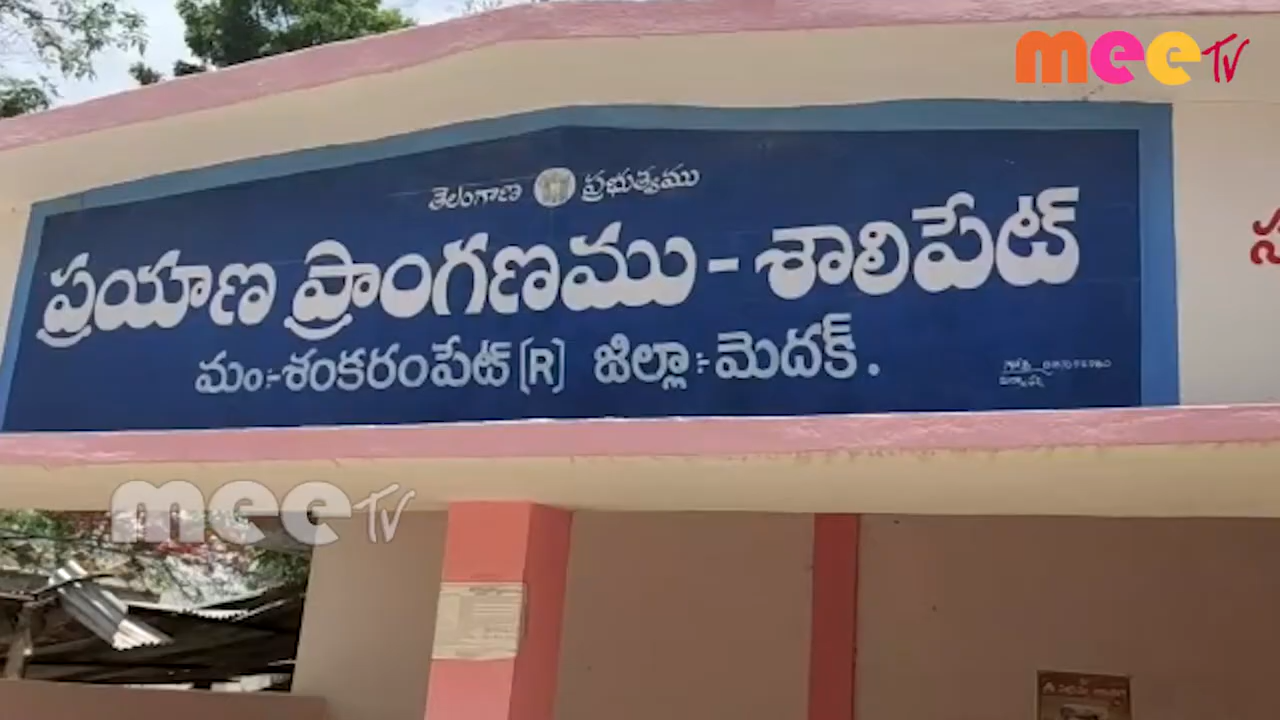 meeTV
తెలంగాణ ప్రభుత్వము
ప్రయాణ ప్రాంగణము - శాలిపేట్
మం:-శంకరంపేట్ (R) జిల్లా:- మెదక్.
meeTV